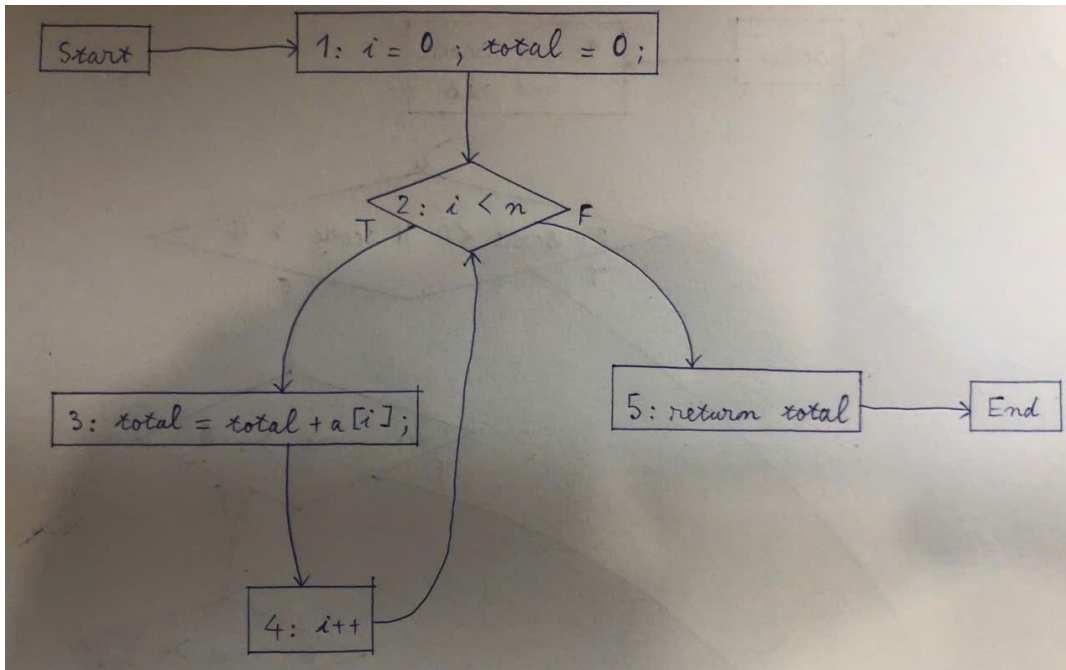 Start
1: i = 0 ; total = 0;
2: i < n
T
F
3: total = total + a[i];
5: return total
End
4: i++